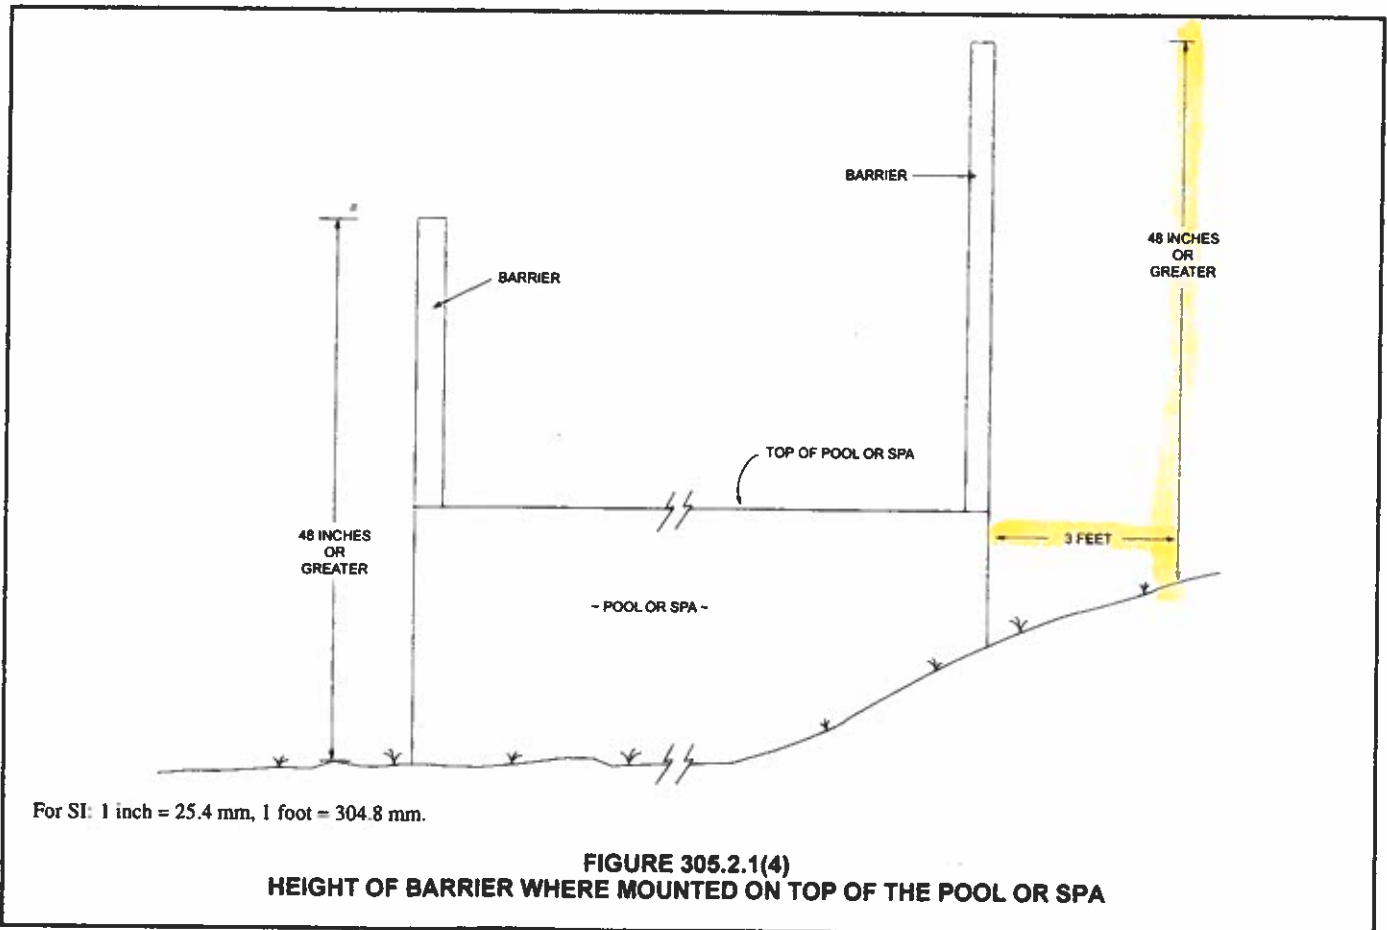 BARRIER
48 INCHES
OR
GREATER
BARRIER
TOP OF POOL OR SPA
48 INCHES
OR
GREATER
3 FEET
~ POOL OR SPA ~
For SI: 1 inch = 25.4 mm, 1 foot = 304.8 mm.
FIGURE 305.2.1(4)
HEIGHT OF BARRIER WHERE MOUNTED ON TOP OF THE POOL OR SPA